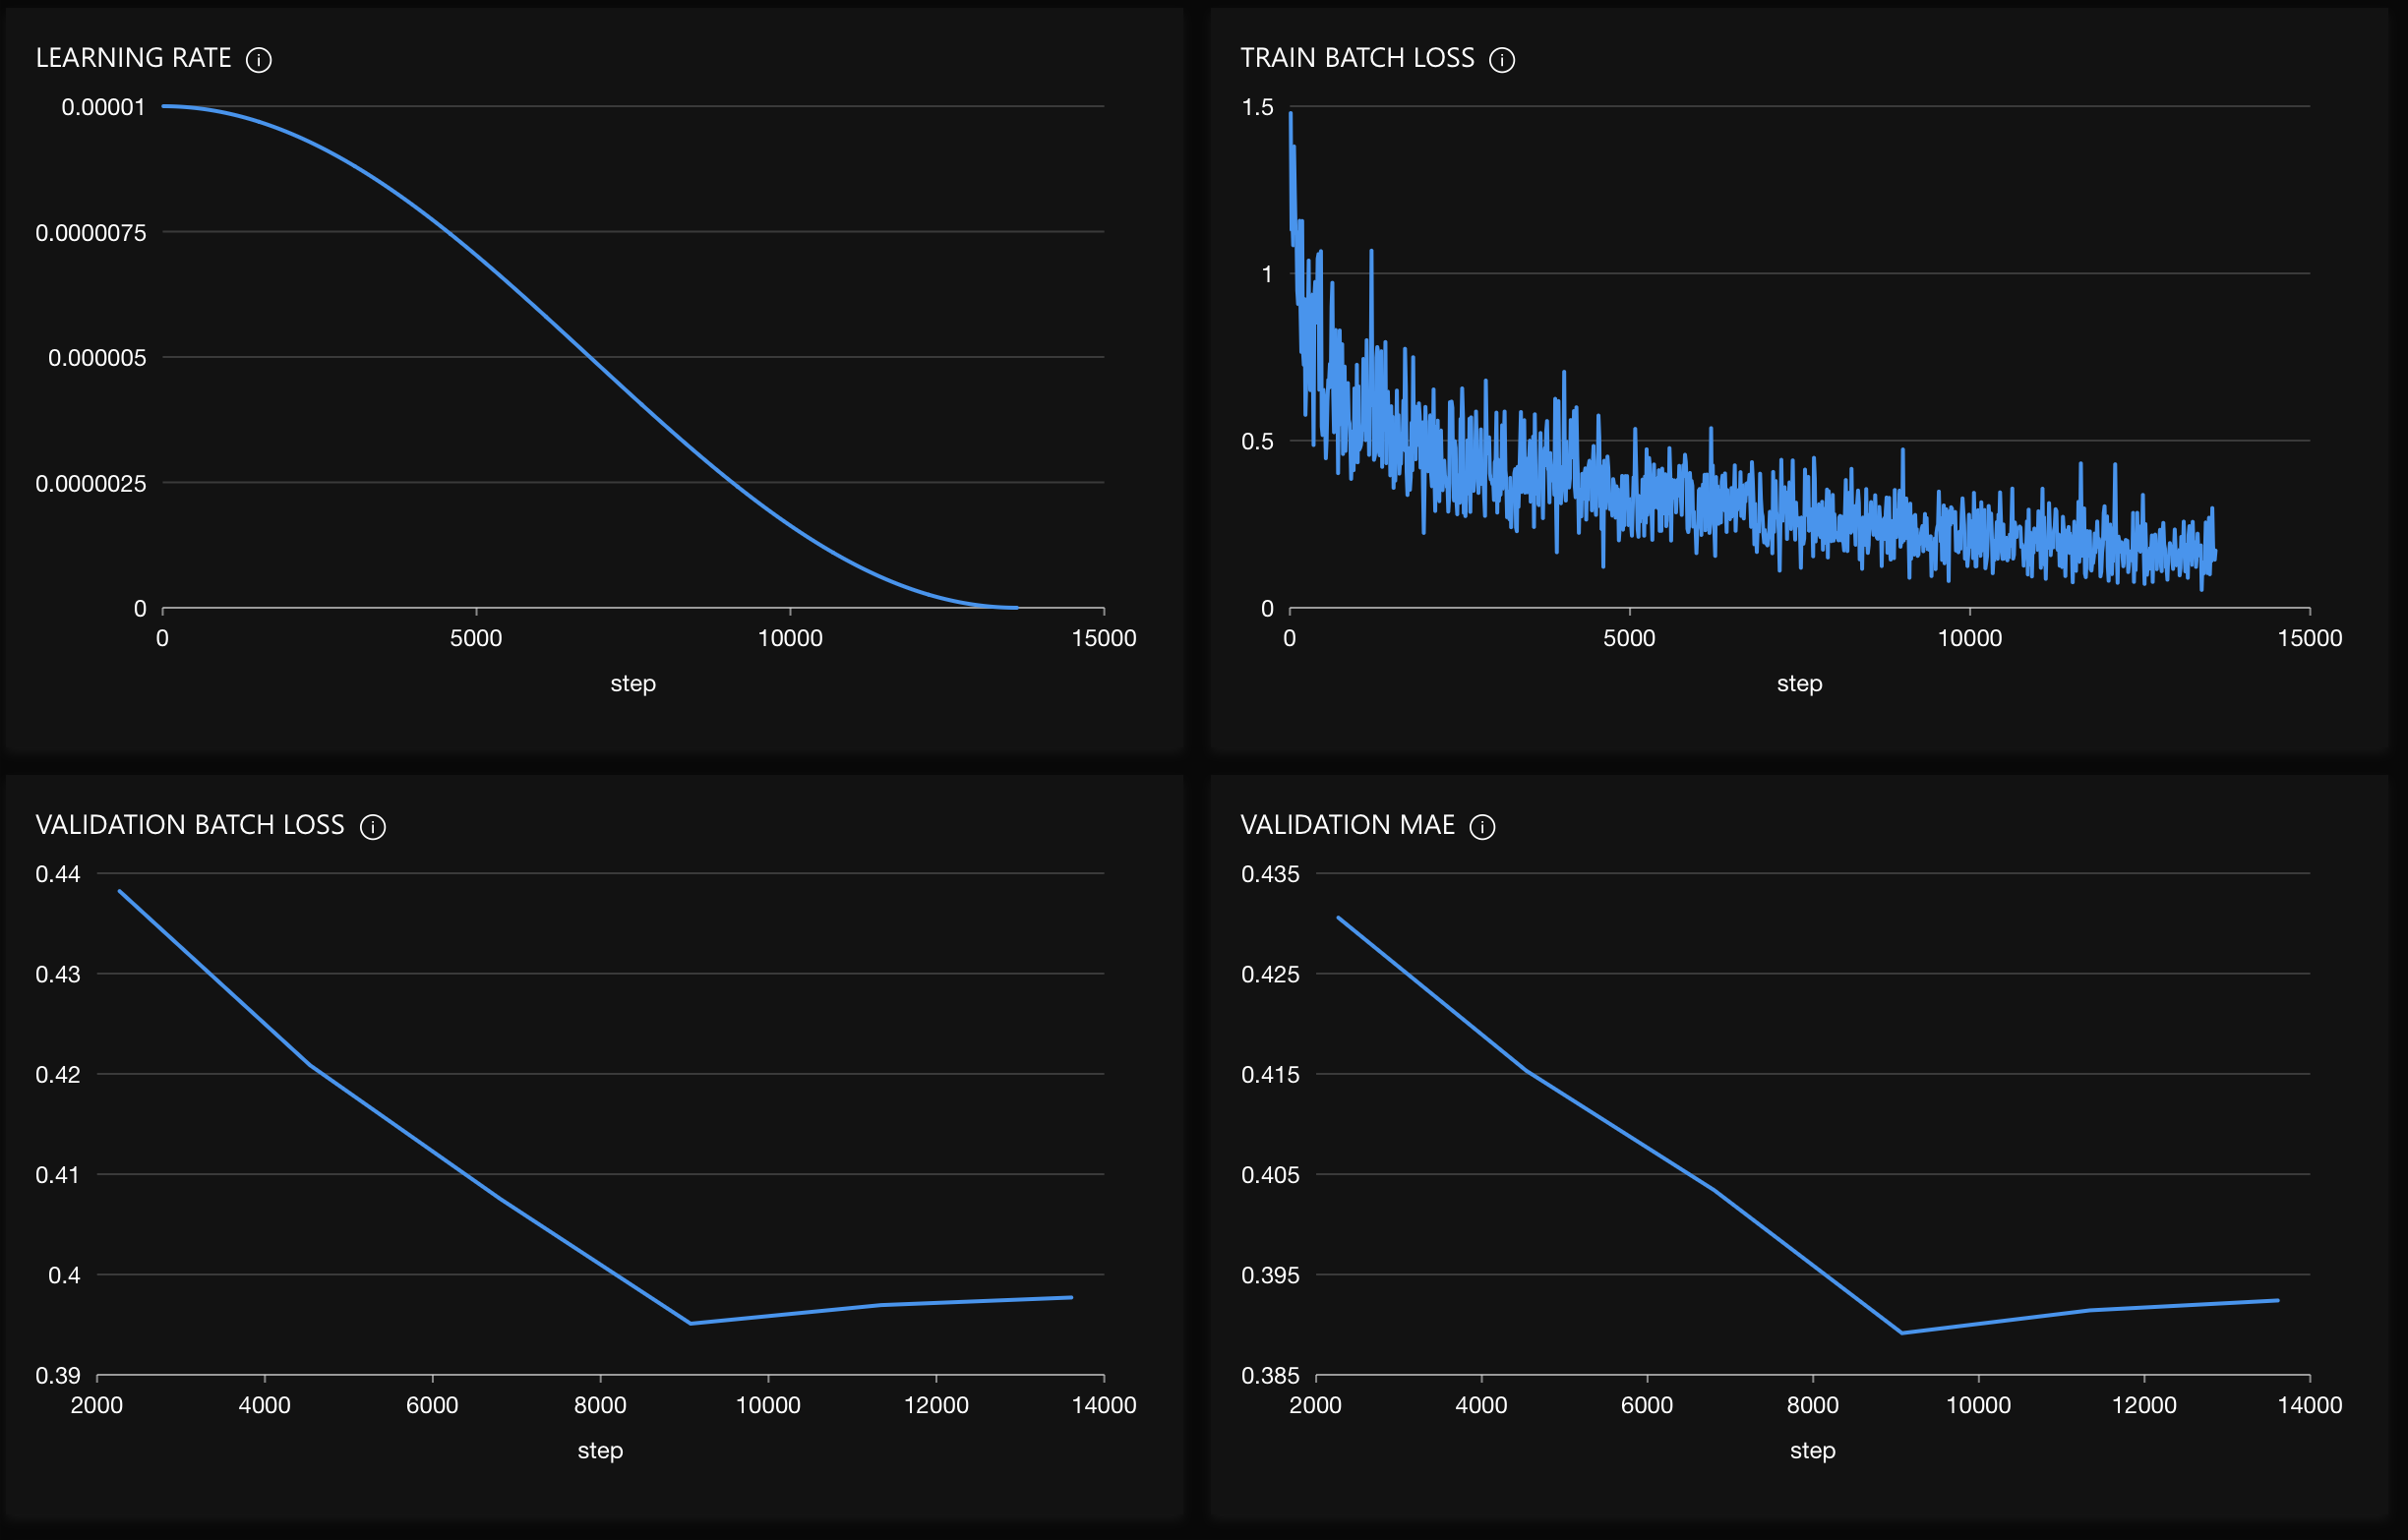 LEARNING RATE
0.00001
0.0000075
0.000005
0.0000025
0
0 5000 10000 15000
step
TRAIN BATCH LOSS
1.5
1
0.5
0
0 5000 10000 15000
step
VALIDATION BATCH LOSS
0.44
0.43
0.42
0.41
0.4
0.39
2000 4000 6000 8000 10000 12000 14000
step
VALIDATION MAE
0.435
0.425
0.415
0.405
0.395
0.385
2000 4000 6000 8000 10000 12000 14000
step